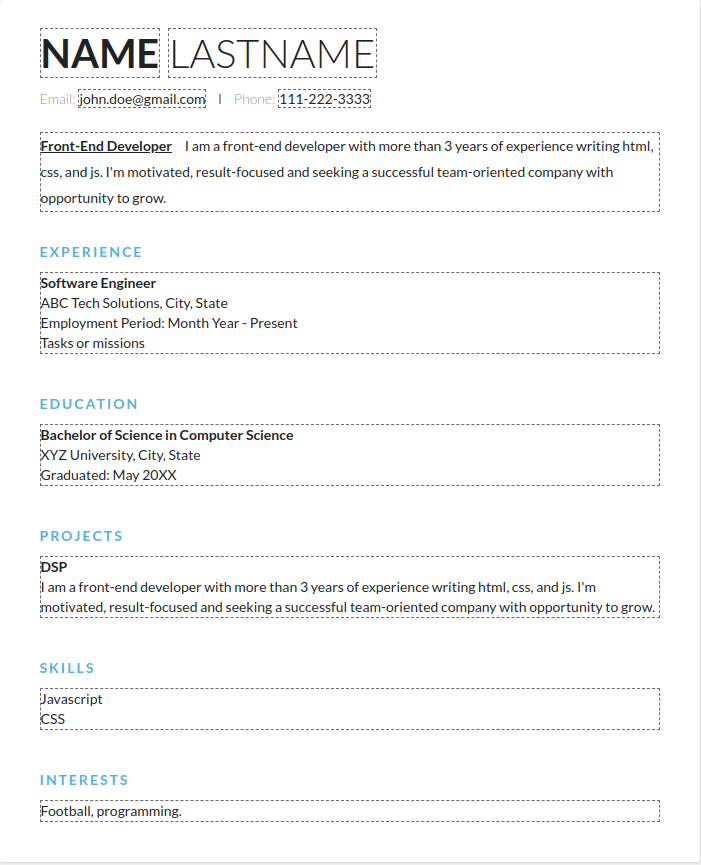 NAME LASTNAME
Email: john.doe@gmail.com | Phone: 111-222-3333
Front-End Developer I am a front-end developer with more than 3 years of experience writing html,
css, and js. I'm motivated, result-focused and seeking a successful team-oriented company with
opportunity to grow.
EXPERIENCE
Software Engineer
ABC Tech Solutions, City, State
Employment Period: Month Year - Present
Tasks or missions
EDUCATION
Bachelor of Science in Computer Science
XYZ University, City, State
Graduated: May 20XX
PROJECTS
DSP
I am a front-end developer with more than 3 years of experience writing html, css, and js. I'm
motivated, result-focused and seeking a successful team-oriented company with opportunity to grow.
SKILLS
Javascript
CSS
INTERESTS
Football, programming.